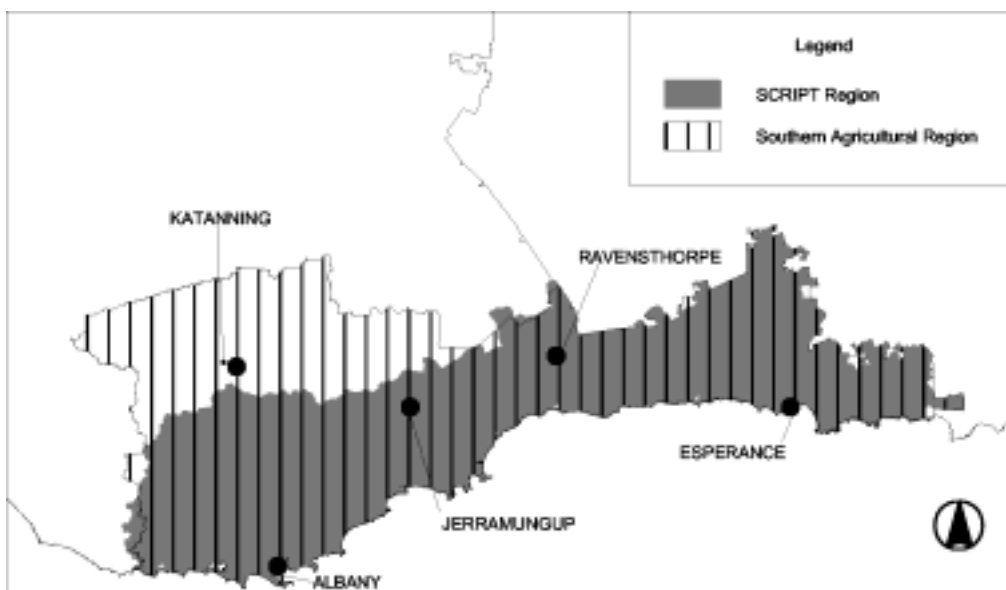 Legend
SCRIPT Region
Southern Agricultural Region
KATANNING
RAVENSTHORPE
ESPERANCE
JERRAMUNGUP
ALBANY